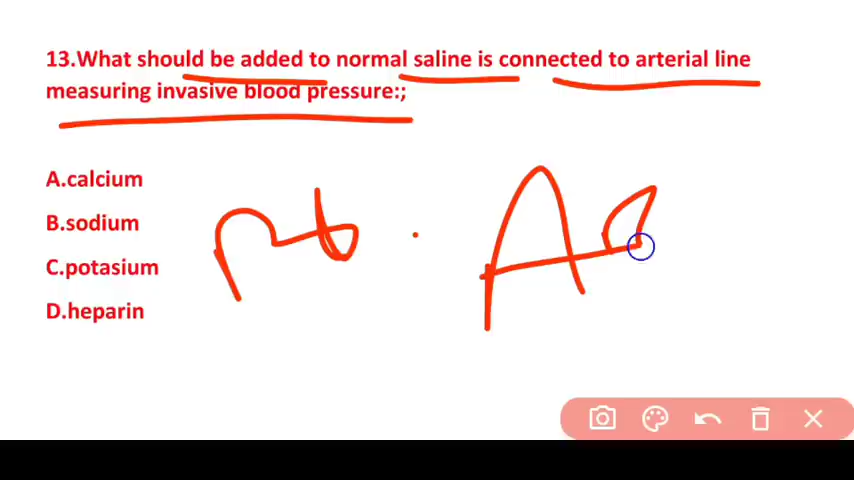 13.What should be added to normal saline is connected to arterial line
measuring invasive blood pressure:;
A.calcium
B.sodium
C.potasium
D.heparin